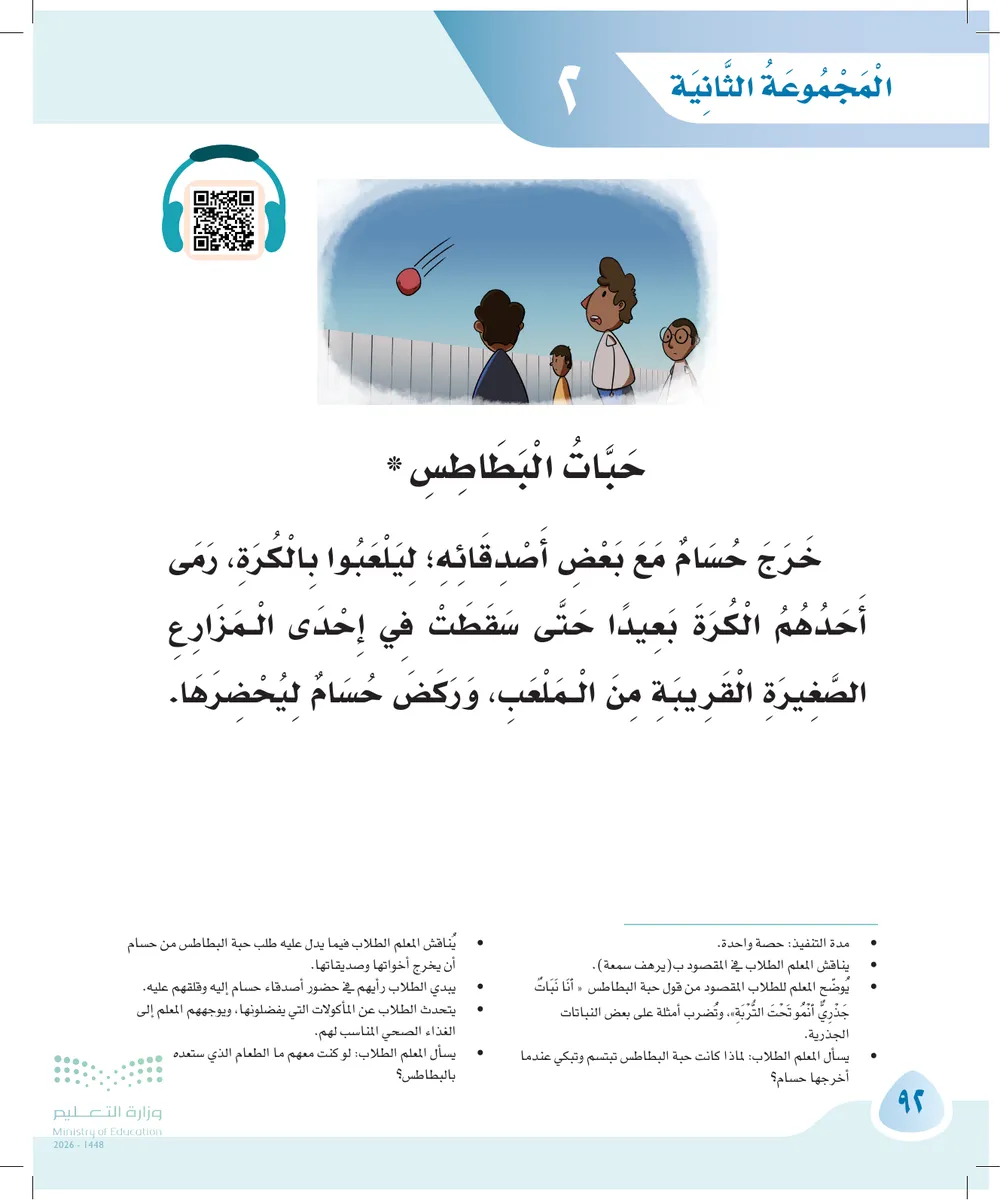 الْمَجْمُوعَةُ الثَّانِيَة
٢
حَبَّاتُ الْبَطَاطِسِ *
خَرَجَ حُسَامٌ مَعَ بَعْضِ أَصْدِقَائِهِ؛ لِيَلْعَبُوا بِالْكُرَةِ، رَمَى
أَحَدُهُمُ الْكُرَةَ بَعِيدًا حَتَّى سَقَطَتْ فِي إِحْدَى الْمَزَارِعِ
الصَّغِيرَةِ الْقَرِيبَةِ مِنَ الْمَلْعَبِ، وَرَكَضَ حُسَامٌ لِيُحْضِرَهَا.
• مدة التنفيذ: حصة واحدة.
• يناقش المعلم الطلاب في المقصود ب(يرهف سمعة).
• يُوضّح المعلم للطلاب المقصود من قول حبة البطاطس « أَنَا نَبَاتٌ
جَذْرِيٌّ أَنْمُو تَحْتَ التُّرْبَةِ»، وتُضرب أمثلة على بعض النباتات
الجذرية.
• يسأل المعلم الطلاب: لماذا كانت حبة البطاطس تبتسم وتبكي عندما
أخرجها حسام؟
• يُناقش المعلم الطلاب فيما يدل عليه طلب حبة البطاطس من حسام
أن يخرج أخواتها وصديقاتها.
• يبدي الطلاب رأيهم في حضور أصدقاء حسام إليه وقلقهم عليه.
• يتحدث الطلاب عن المأكولات التي يفضلونها، ويوجههم المعلم إلى
الغذاء الصحي المناسب لهم.
• يسأل المعلم الطلاب: لو كنت معهم ما الطعام الذي ستعده
بالبطاطس؟
وزارة التعليم
Ministry of Education
2026 - 1448
٩٢